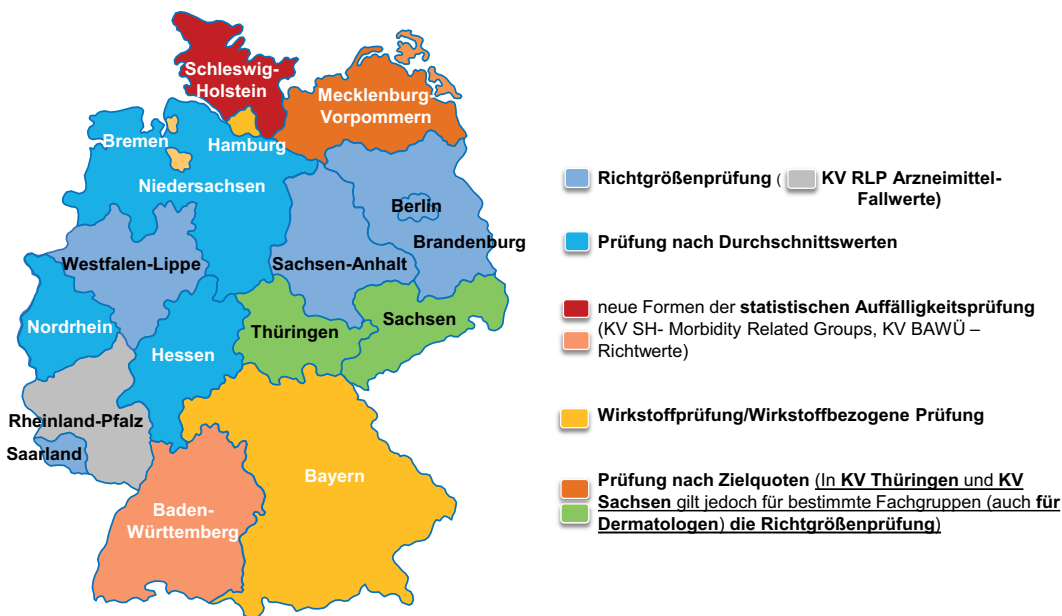 Schleswig-
Holstein
Mecklenburg-
Vorpommern
Bremen
Hamburg
Niedersachsen
Berlin
Brandenburg
Westfalen-Lippe
Sachsen-Anhalt
Nordrhein
Thüringen
Sachsen
Hessen
Rheinland-Pfalz
Saarland
Bayern
Baden-
Württemberg
Richtgrößenprüfung ( KV RLP Arzneimittel-
Fallwerte)
Prüfung nach Durchschnittswerten
neue Formen der statistischen Auffälligkeitsprüfung
(KV SH- Morbidity Related Groups, KV BAWÜ –
Richtwerte)
Wirkstoffprüfung/Wirkstoffbezogene Prüfung
Prüfung nach Zielquoten (In KV Thüringen und KV
Sachsen gilt jedoch für bestimmte Fachgruppen (auch für
Dermatologen) die Richtgrößenprüfung)